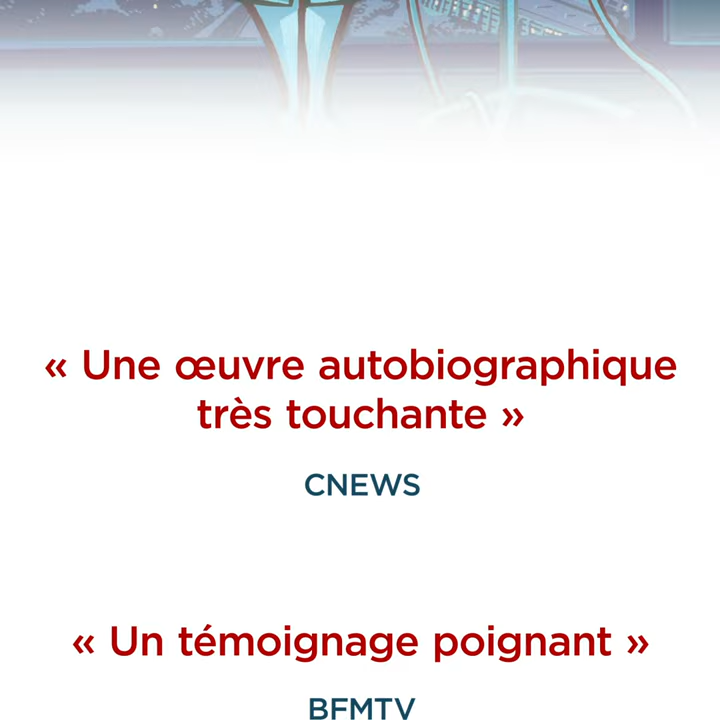 « Une œuvre autobiographique
très touchante »
CNEWS
« Un témoignage poignant »
BFMTV